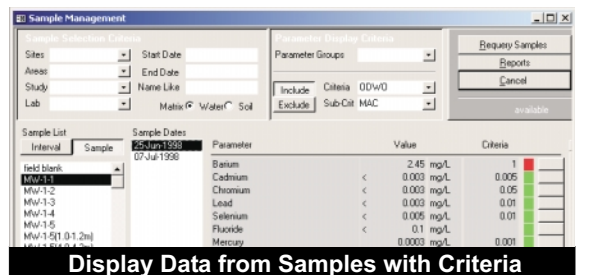 Sample Management
Sample Selection Criteria
Parameter Display Criteria
Sites
Start Date
Parameter Groups
Requery Samples
Areas
End Date
Reports
Study
Name Like
Include
Criteria ODWO
Cancel
Lab
Matrix Water Soil
Exclude
Sub-Crit MAC
available
Sample List
Sample Dates
Interval Sample
25-Jun-1998
Parameter Value Criteria
07-Jul-1998
field blank
Barium 2.45 mg/L 1
MW-1-1
Cadmium < 0.003 mg/L 0.005
MW-1-2
Chromium < 0.003 mg/L 0.05
MW-1-3
Lead < 0.003 mg/L 0.01
MW-1-4
Selenium < 0.005 mg/L 0.01
MW-1-5
Fluoride < 0.1 mg/L
MW-1-5(1.0-1.2m)
Mercury 0.0003 mg/L 0.001
Display Data from Samples with Criteria